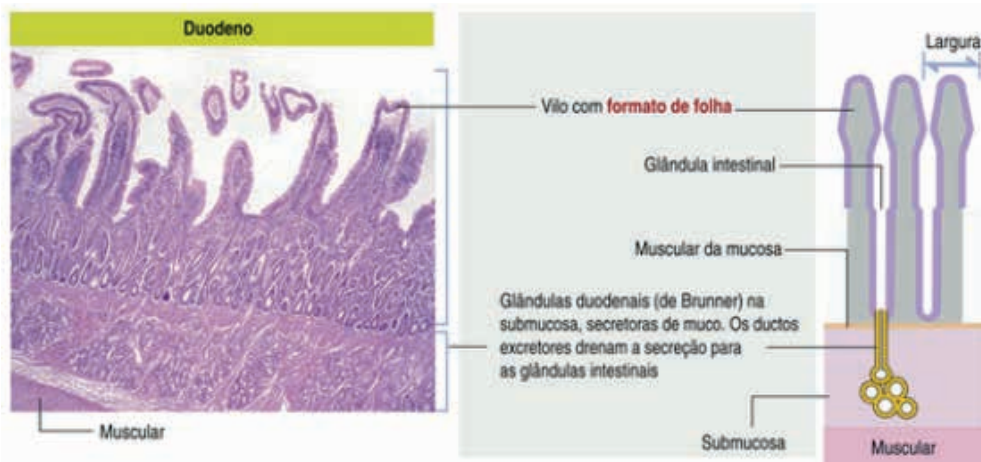 Duodeno
Largura
Vilo com formato de folha
Glândula intestinal
Muscular da mucosa
Glândulas duodenais (de Brunner) na
submucosa, secretoras de muco. Os ductos
excretores drenam a secreção para
as glândulas intestinais
Muscular
Submucosa
Muscular